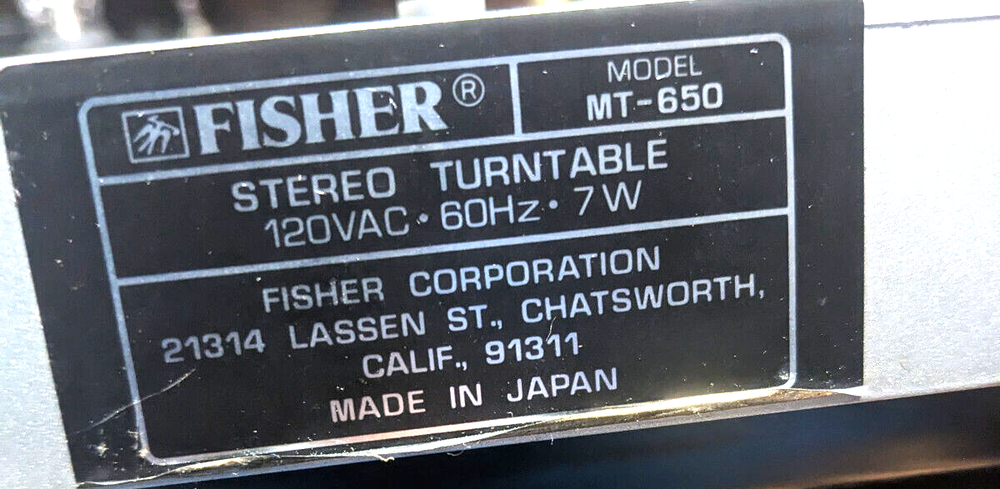 FISHER®
MODEL
MT-650
STEREO TURNTABLE
120VAC • 60Hz • 7W
FISHER CORPORATION
21314 LASSEN ST., CHATSWORTH,
CALIF., 91311
MADE IN JAPAN